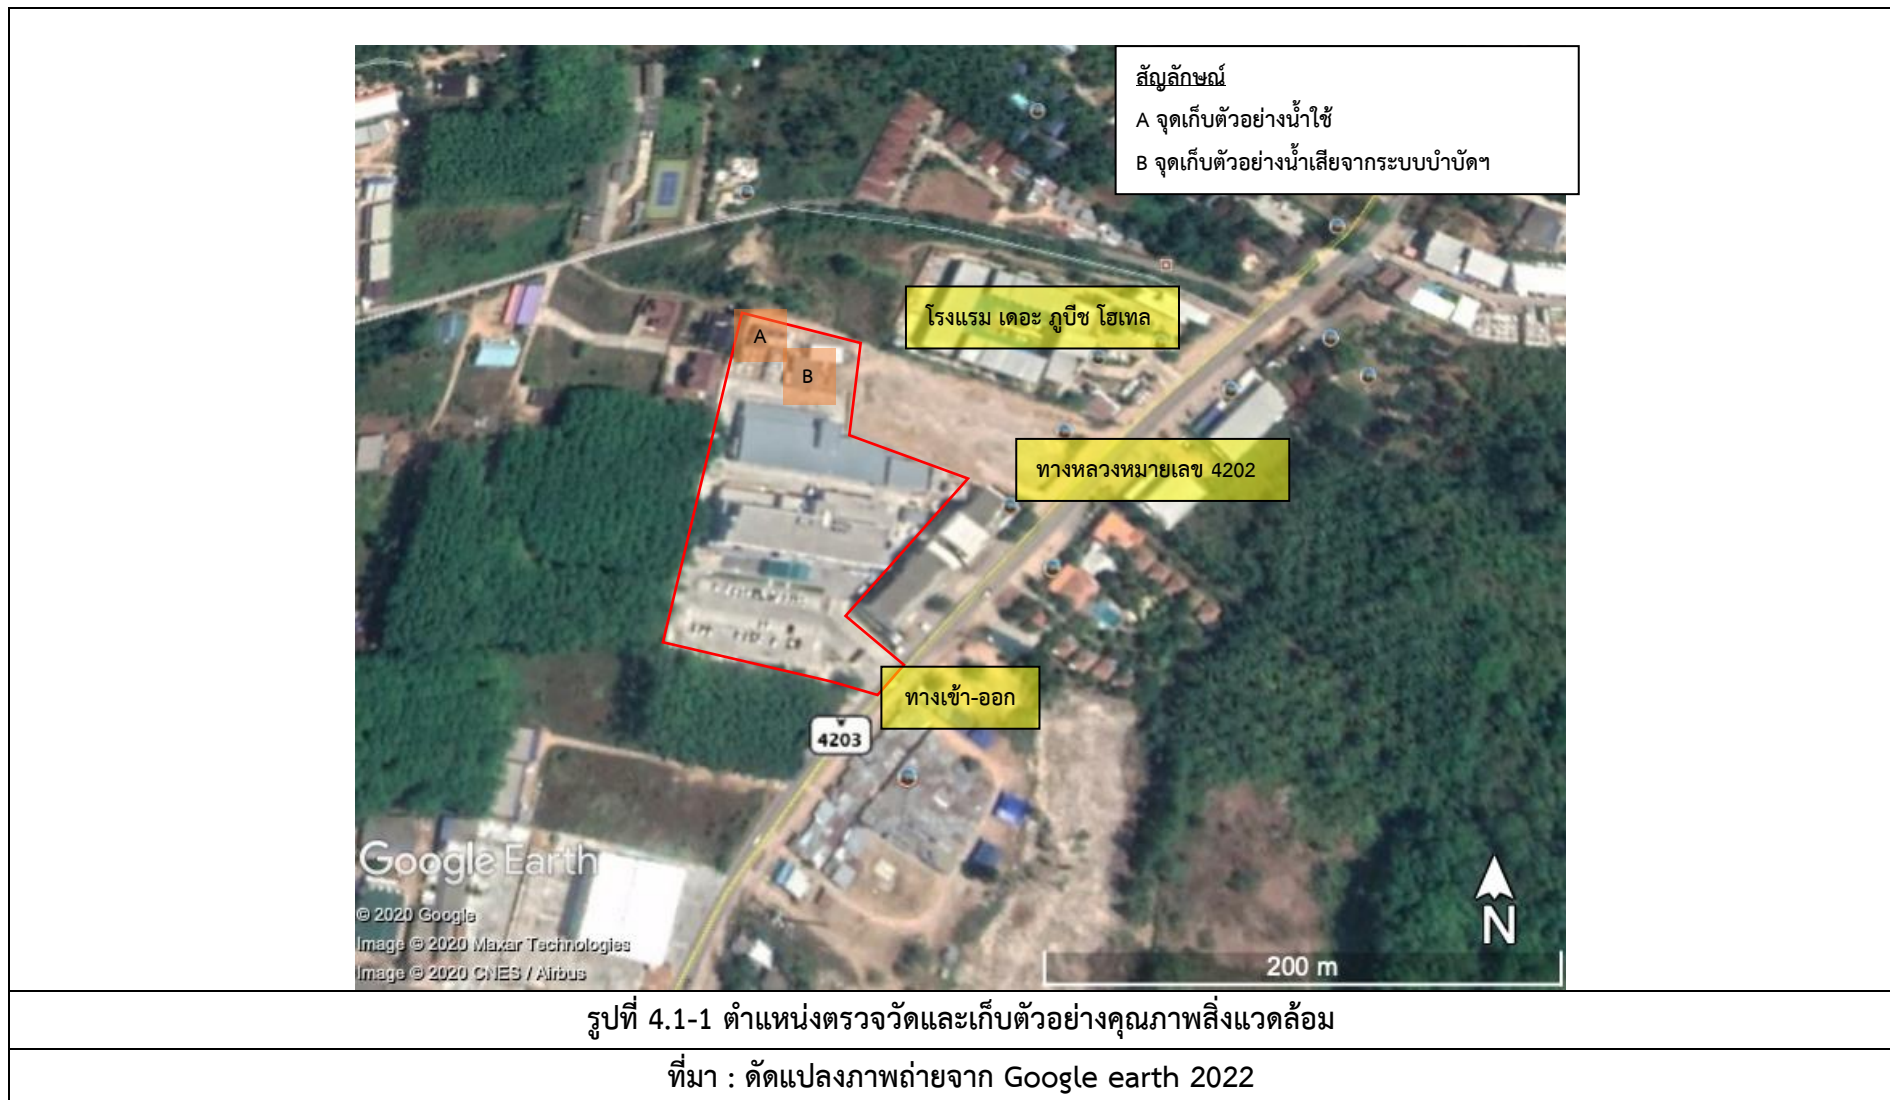 สัญลักษณ์
A จุดเก็บตัวอย่างน้ำใช้
B จุดเก็บตัวอย่างน้ำเสียจากระบบบำบัดฯ
โรงแรม เดอะ ภูบีช โฮเทล
A
B
ทางหลวงหมายเลข 4202
ทางเข้า-ออก
4203
Google Earth
© 2020 Google
Image © 2020 Maxar Technologies
Image © 2020 CNES / Airbus
N
200 m
รูปที่ 4.1-1 ตำแหน่งตรวจวัดและเก็บตัวอย่างคุณภาพสิ่งแวดล้อม
ที่มา : ดัดแปลงภาพถ่ายจาก Google earth 2022